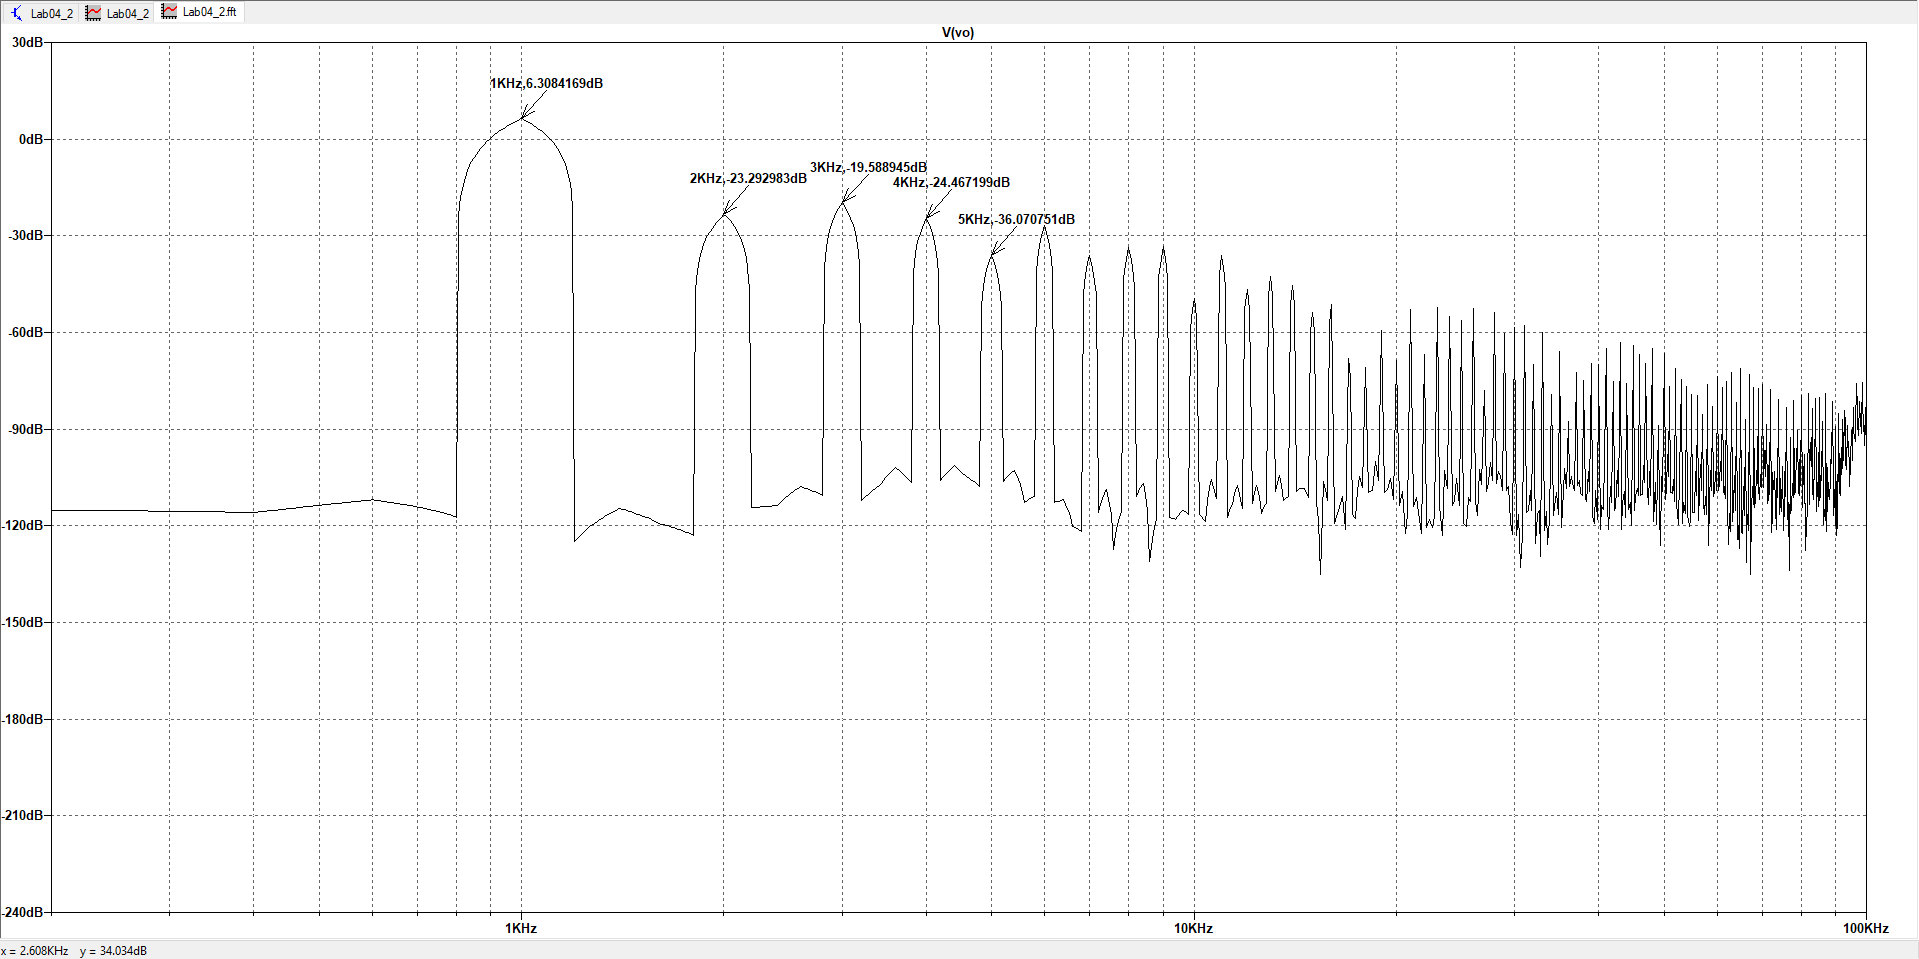 Lab04_2 Lab04_2 Lab04_2.fft
V(vo)
30dB
1KHz,6.3084169dB
0dB
3KHz,-19.588945dB
2KHz,-23.292983dB
4KHz,-24.467199dB
5KHz,-36.070751dB
-30dB
-60dB
-90dB
-120dB
-150dB
-180dB
-210dB
-240dB
1KHz 10KHz 100KHz
x = 2.608KHz y = 34.034dB